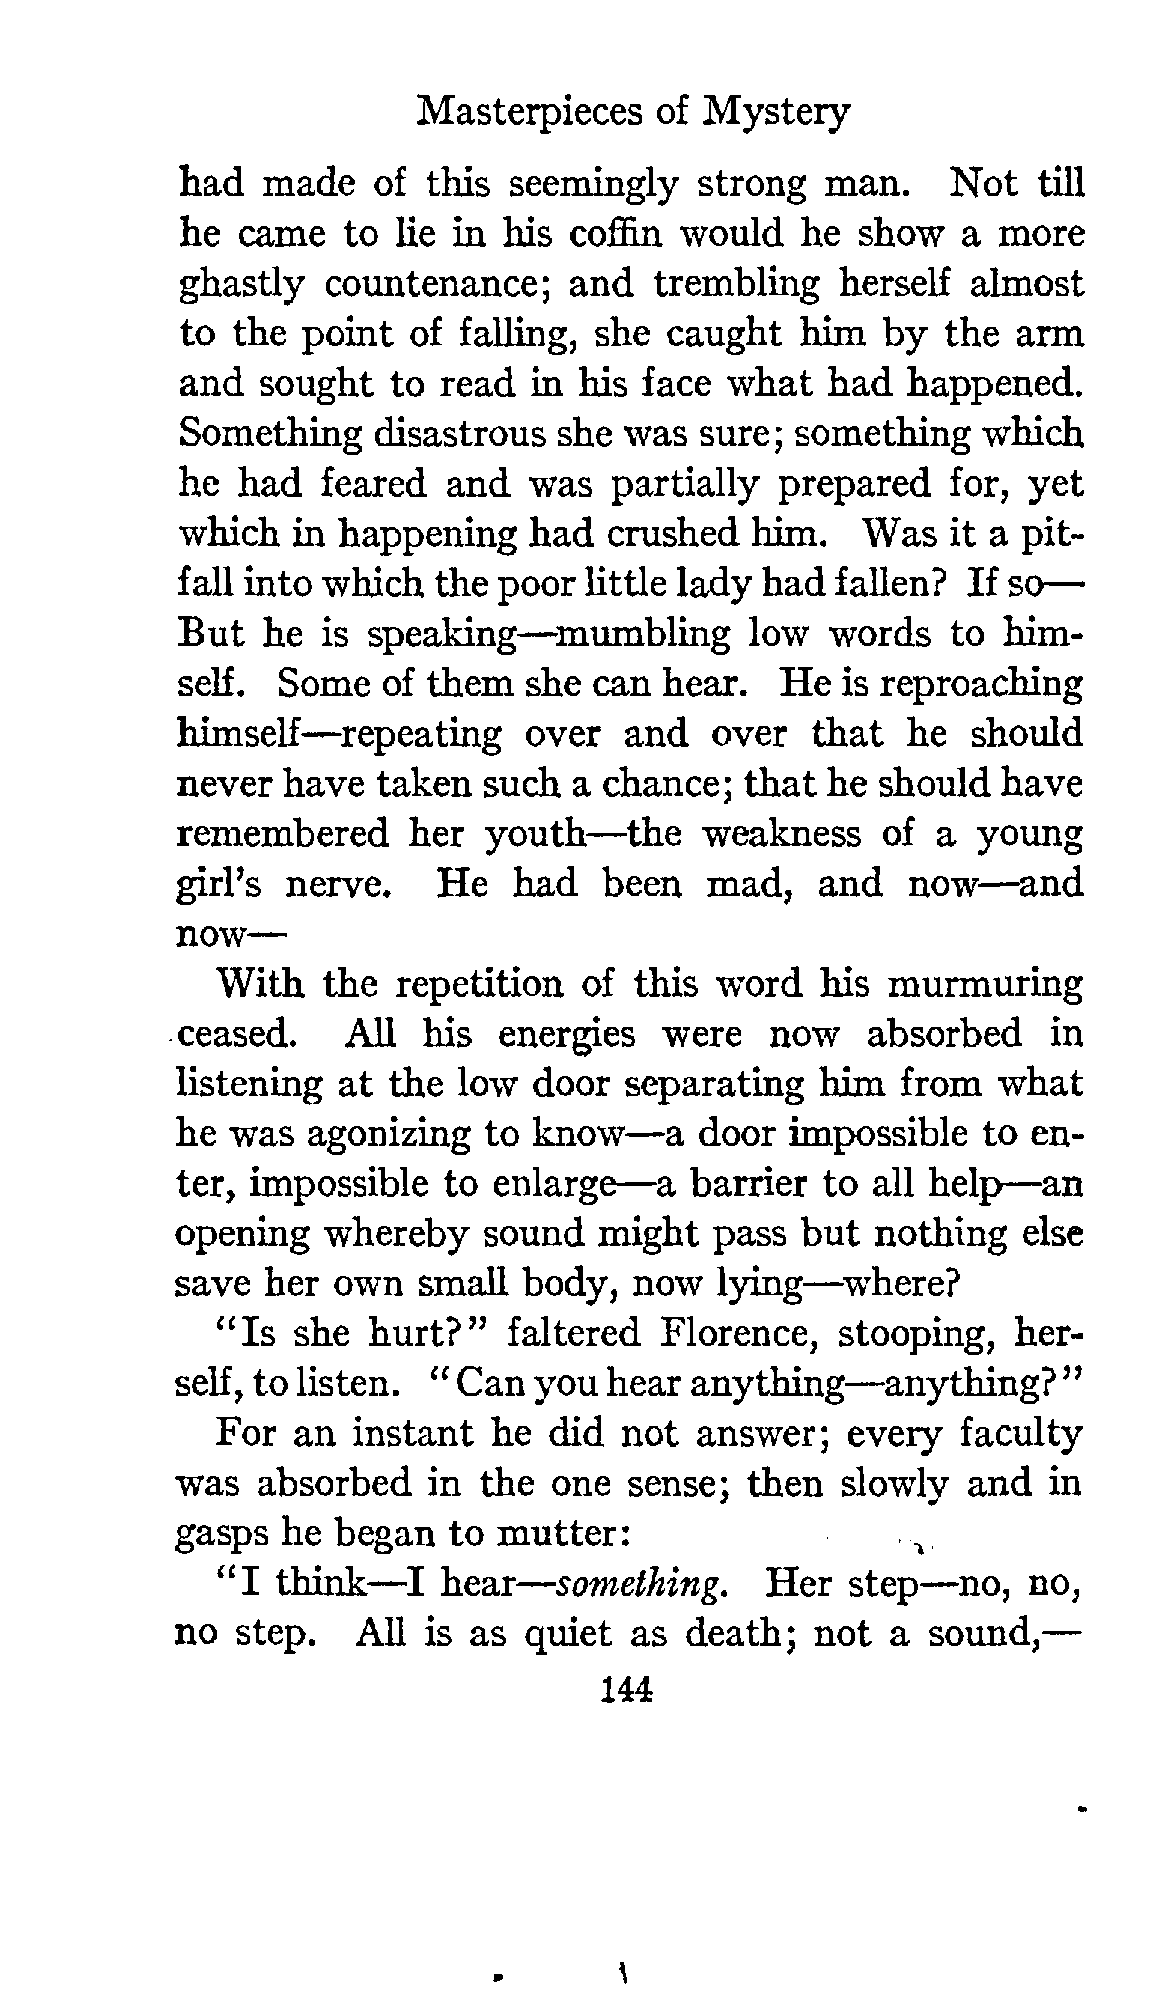 Masterpieces of Mystery
had made of this seemingly strong man. Not till
he came to lie in his coffin would he show a more
ghastly countenance; and trembling herself almost
to the point of falling, she caught him by the arm
and sought to read in his face what had happened.
Something disastrous she was sure; something which
he had feared and was partially prepared for, yet
which in happening had crushed him. Was it a pit-
fall into which the poor little lady had fallen? If so—
But he is speaking—mumbling low words to him-
self. Some of them she can hear. He is reproaching
himself—repeating over and over that he should
never have taken such a chance; that he should have
remembered her youth—the weakness of a young
girl's nerve. He had been mad, and now—and
now—
With the repetition of this word his murmuring
ceased. All his energies were now absorbed in
listening at the low door separating him from what
he was agonizing to know—a door impossible to en-
ter, impossible to enlarge—a barrier to all help—an
opening whereby sound might pass but nothing else
save her own small body, now lying—where?
"Is she hurt?" faltered Florence, stooping, her-
self, to listen. "Can you hear anything—anything?"
For an instant he did not answer; every faculty
was absorbed in the one sense; then slowly and in
gasps he began to mutter:
"I think—I hear—something. Her step—no, no,
no step. All is as quiet as death; not a sound,—
144